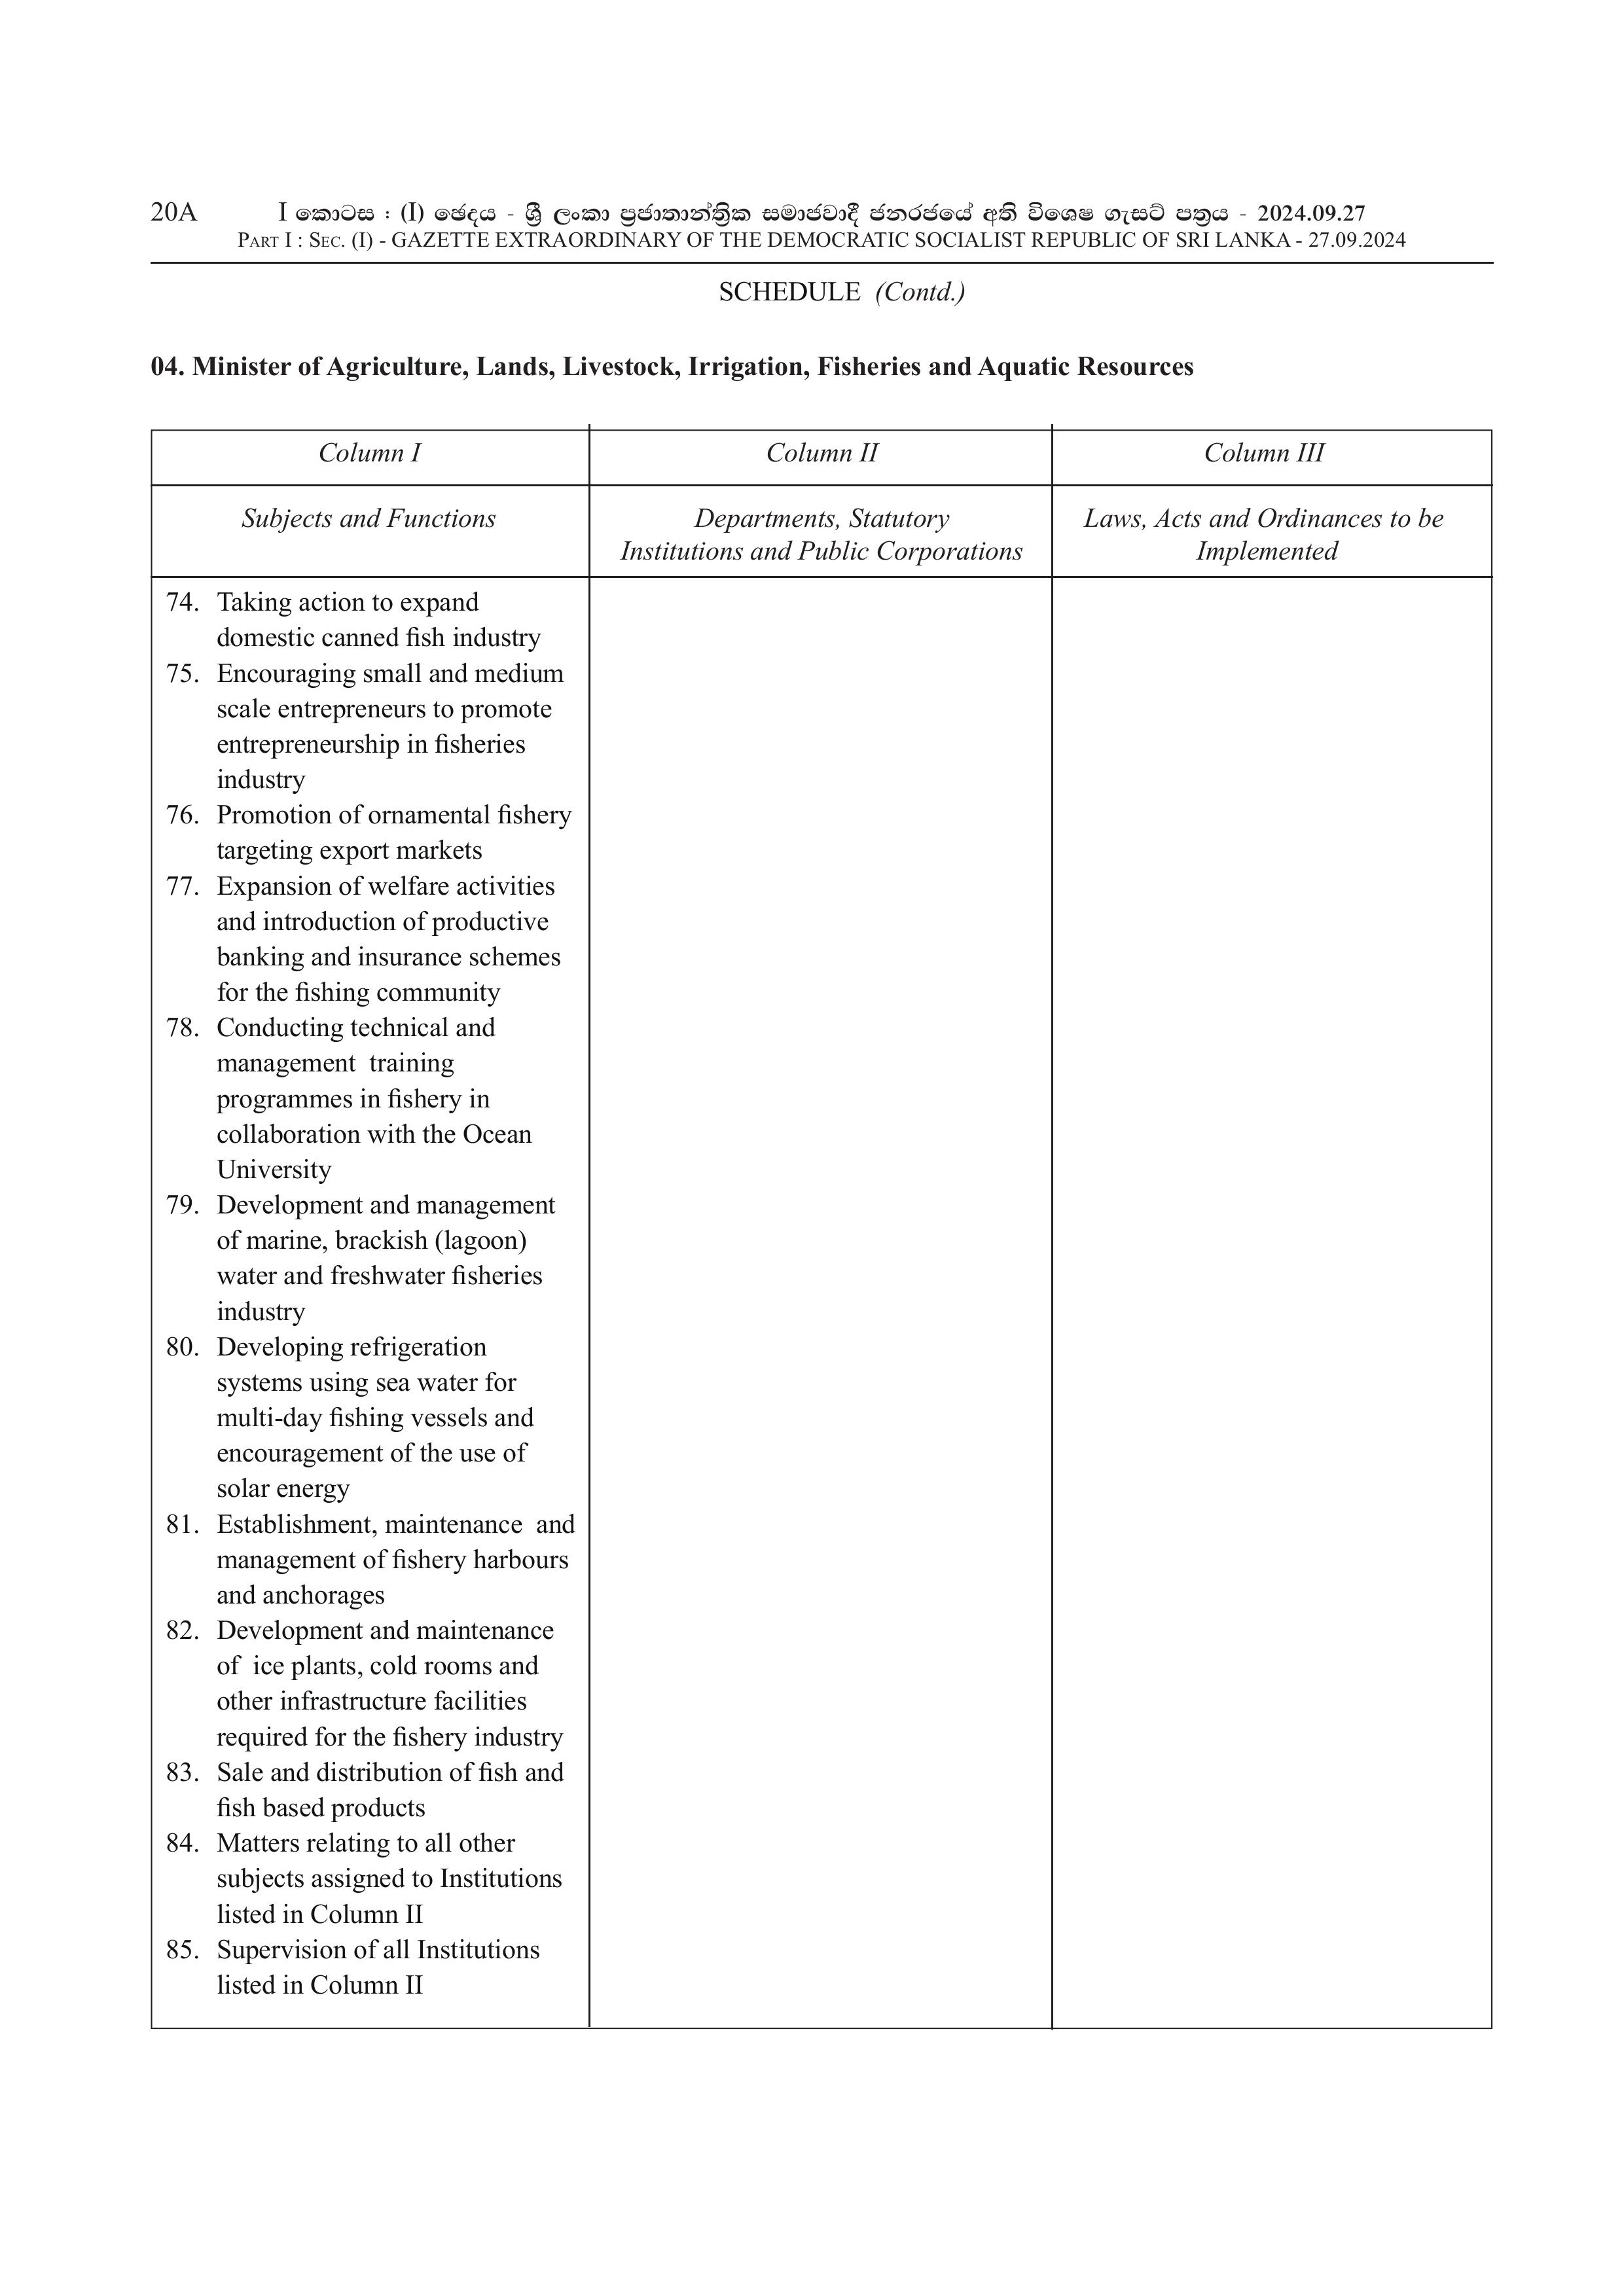 20A I කොටස : (I) ඡෙදය - ශ්‍රී ලංකා ප්‍රජාතාන්ත්‍රික සමාජවාදී ජනරජයේ අති විශෙෂ ගැසට් පත්‍රය - 2024.09.27
PART I : SEC. (I) - GAZETTE EXTRAORDINARY OF THE DEMOCRATIC SOCIALIST REPUBLIC OF SRI LANKA - 27.09.2024
SCHEDULE (Contd.)
04. Minister of Agriculture, Lands, Livestock, Irrigation, Fisheries and Aquatic Resources
Column I Column II Column III
Subjects and Functions Departments, Statutory Laws, Acts and Ordinances to be
Institutions and Public Corporations Implemented
74. Taking action to expand
domestic canned fish industry
75. Encouraging small and medium
scale entrepreneurs to promote
entrepreneurship in fisheries
industry
76. Promotion of ornamental fishery
targeting export markets
77. Expansion of welfare activities
and introduction of productive
banking and insurance schemes
for the fishing community
78. Conducting technical and
management training
programmes in fishery in
collaboration with the Ocean
University
79. Development and management
of marine, brackish (lagoon)
water and freshwater fisheries
industry
80. Developing refrigeration
systems using sea water for
multi-day fishing vessels and
encouragement of the use of
solar energy
81. Establishment, maintenance and
management of fishery harbours
and anchorages
82. Development and maintenance
of ice plants, cold rooms and
other infrastructure facilities
required for the fishery industry
83. Sale and distribution of fish and
fish based products
84. Matters relating to all other
subjects assigned to Institutions
listed in Column II
85. Supervision of all Institutions
listed in Column II